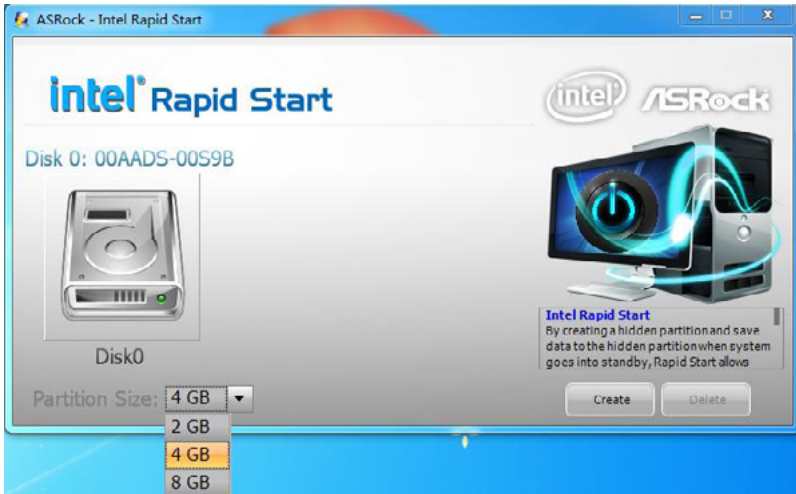 ASRock - Intel Rapid Start
intel® Rapid Start
intel ASRock
Disk 0: 00AADS-00S9B
Disk0
Intel Rapid Start
By creating a hidden partition and save
data to the hidden partition when system
goes into standby, Rapid Start allows
Partition Size: 4 GB
Create
Delete
2 GB
4 GB
8 GB